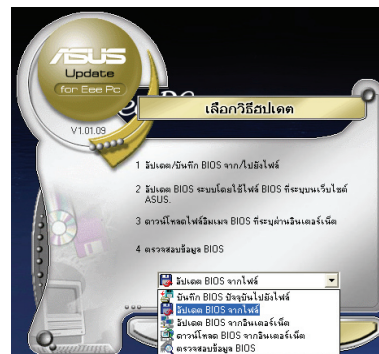 ASUS
Update
for Eee Pc
V1.01.09
เลือกวิธีอัปเดต
1 อัปเดต/บันทึก BIOS จาก/ไปยังไฟล์
2 อัปเดต BIOS ระบบโดยใช้ไฟล์ BIOS ที่ระบุบนเว็บไซต์
ASUS.
3 ดาวน์โหลดไฟล์อิมเมจ BIOS ที่ระบุผ่านอินเตอร์เน็ต
4 ตรวจสอบข้อมูล BIOS
อัปเดต BIOS จากไฟล์
บันทึก BIOS ปัจจุบันไปยังไฟล์
อัปเดต BIOS จากไฟล์
อัปเดต BIOS จากอินเตอร์เน็ต
ดาวน์โหลด BIOS จากอินเตอร์เน็ต
ตรวจสอบข้อมูล BIOS